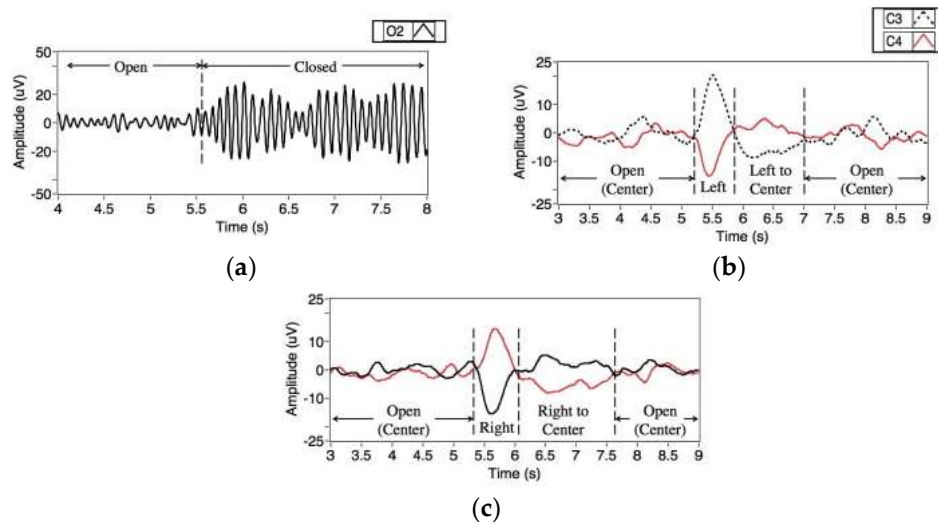 O2
Amplitude (uV)
50
20
0
-20
-50
Open
Closed
4 4.5 5 5.5 6 6.5 7 7.5 8
Time (s)
(a)
C3
C4
Amplitude (uV)
25
10
0
-10
-25
Open
(Center)
Left
Left to
Center
Open
(Center)
3 3.5 4 4.5 5 5.5 6 6.5 7 7.5 8 8.5 9
Time (s)
(b)
Amplitude (uV)
25
10
0
-10
-25
Open
(Center)
Right
Right to
Center
Open
(Center)
3 3.5 4 4.5 5 5.5 6 6.5 7 7.5 8 8.5 9
Time (s)
(c)